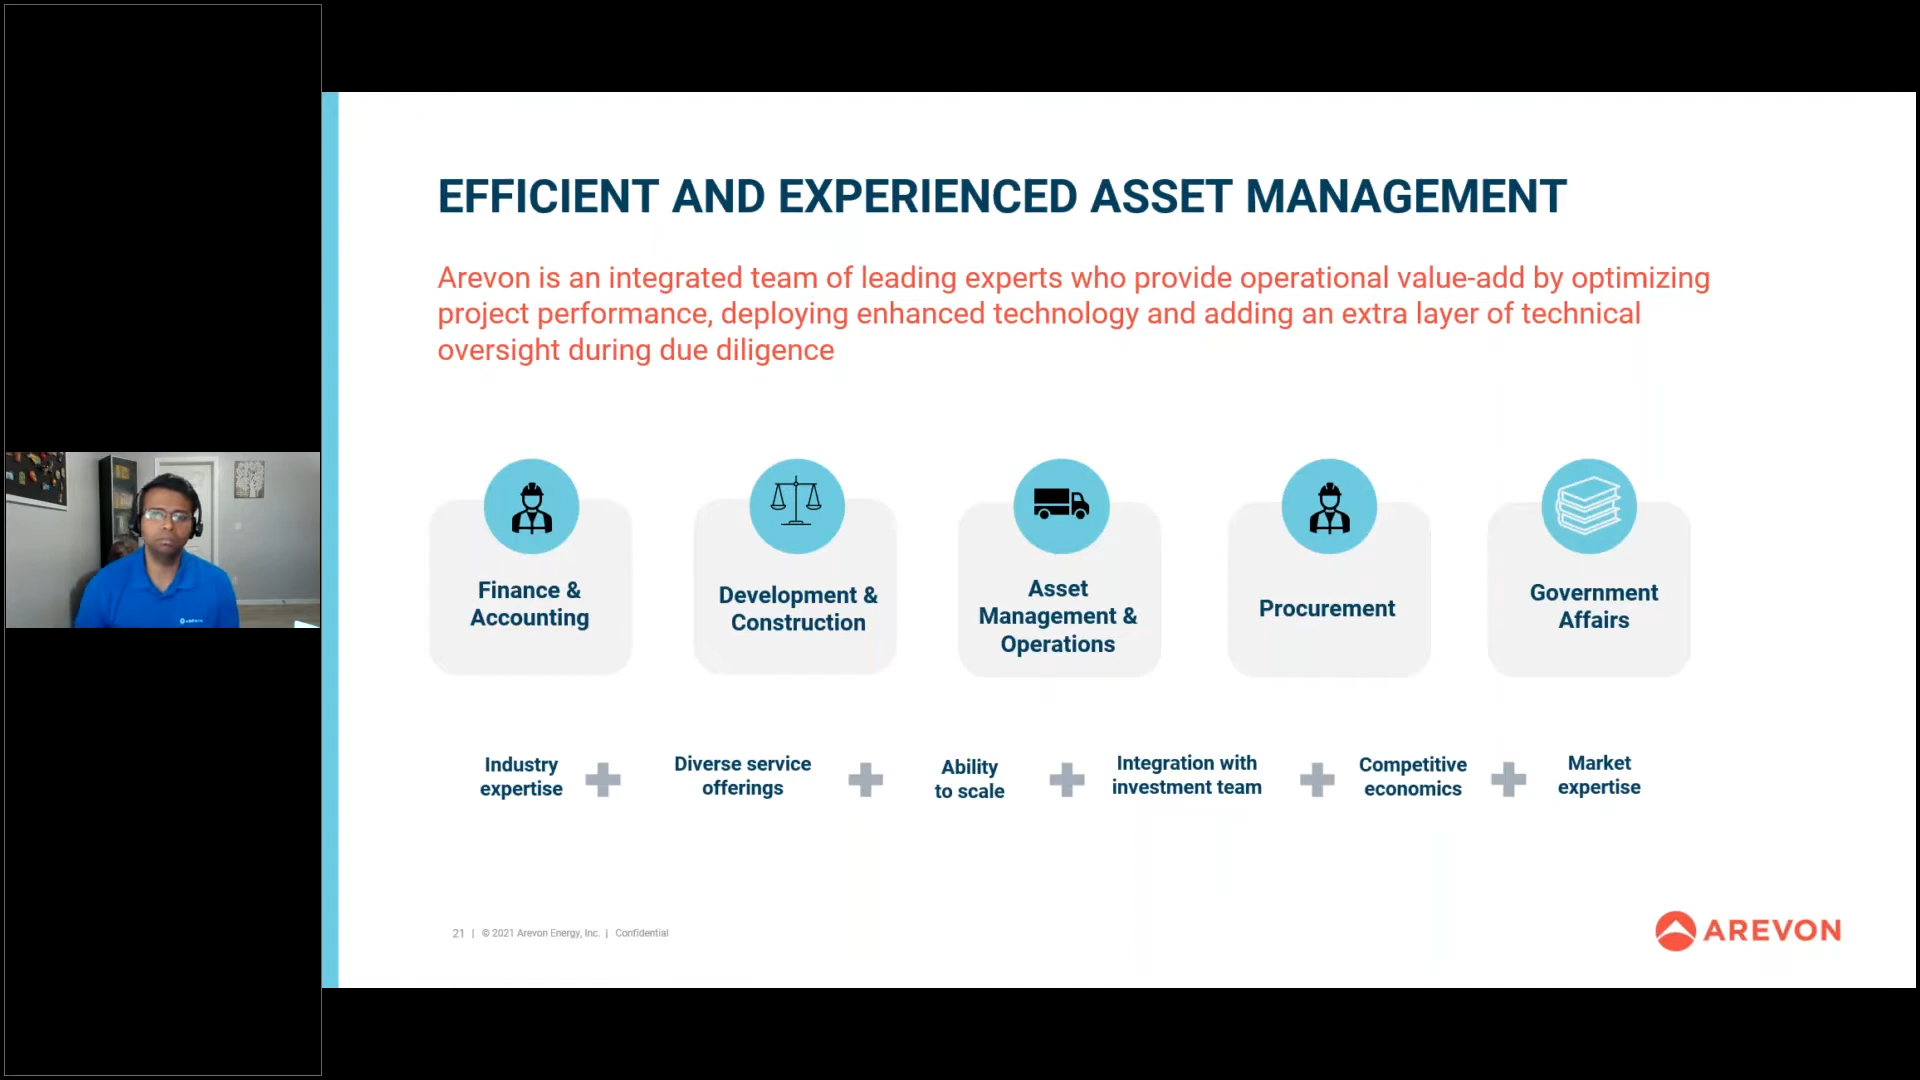 EFFICIENT AND EXPERIENCED ASSET MANAGEMENT
Arevon is an integrated team of leading experts who provide operational value-add by optimizing
project performance, deploying enhanced technology and adding an extra layer of technical
oversight during due diligence
Finance &
Accounting
Development &
Construction
Asset
Management &
Operations
Procurement
Government
Affairs
Industry
expertise
Diverse service
offerings
Ability
to scale
Integration with
investment team
Competitive
economics
Market
expertise
21 | © 2021 Arevon Energy, Inc. | Confidential
AREVON
AREVON